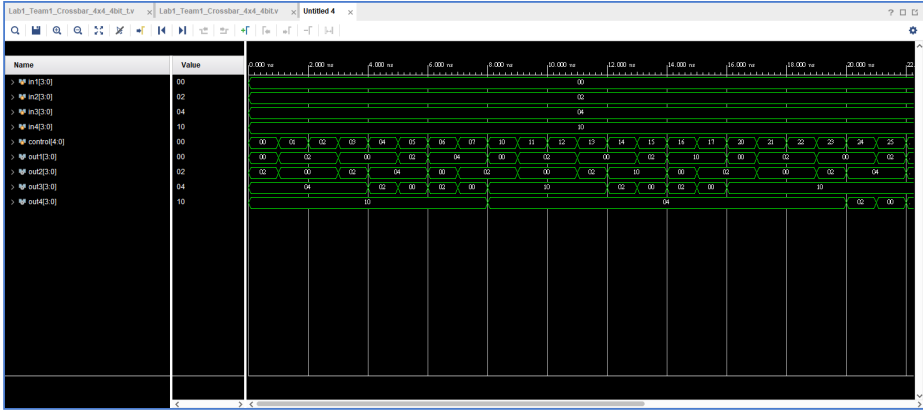 Lab1_Team1_Crossbar_4x4_4bit_t.v × Lab1_Team1_Crossbar_4x4_4bit.v × Untitled 4 ×
Name Value 0.000 ns 2.000 ns 4.000 ns 6.000 ns 8.000 ns 10.000 ns 12.000 ns 14.000 ns 16.000 ns 18.000 ns 20.000 ns 22
in1[3:0] 00 00
in2[3:0] 02 02
in3[3:0] 04 04
in4[3:0] 10 10
control[4:0] 00 00 01 02 03 04 05 06 07 10 11 12 13 14 15 16 17 20 21 22 23 24 25
out1[3:0] 00 00 02 00 02 04 00 02 00 02 10 00 02 00 02
out2[3:0] 02 02 00 02 04 00 02 00 02 00 02 10 00 02 00 02 04
out3[3:0] 04 04 02 00 02 00 10 02 00 02 00 10
out4[3:0] 10 10 04 02 00